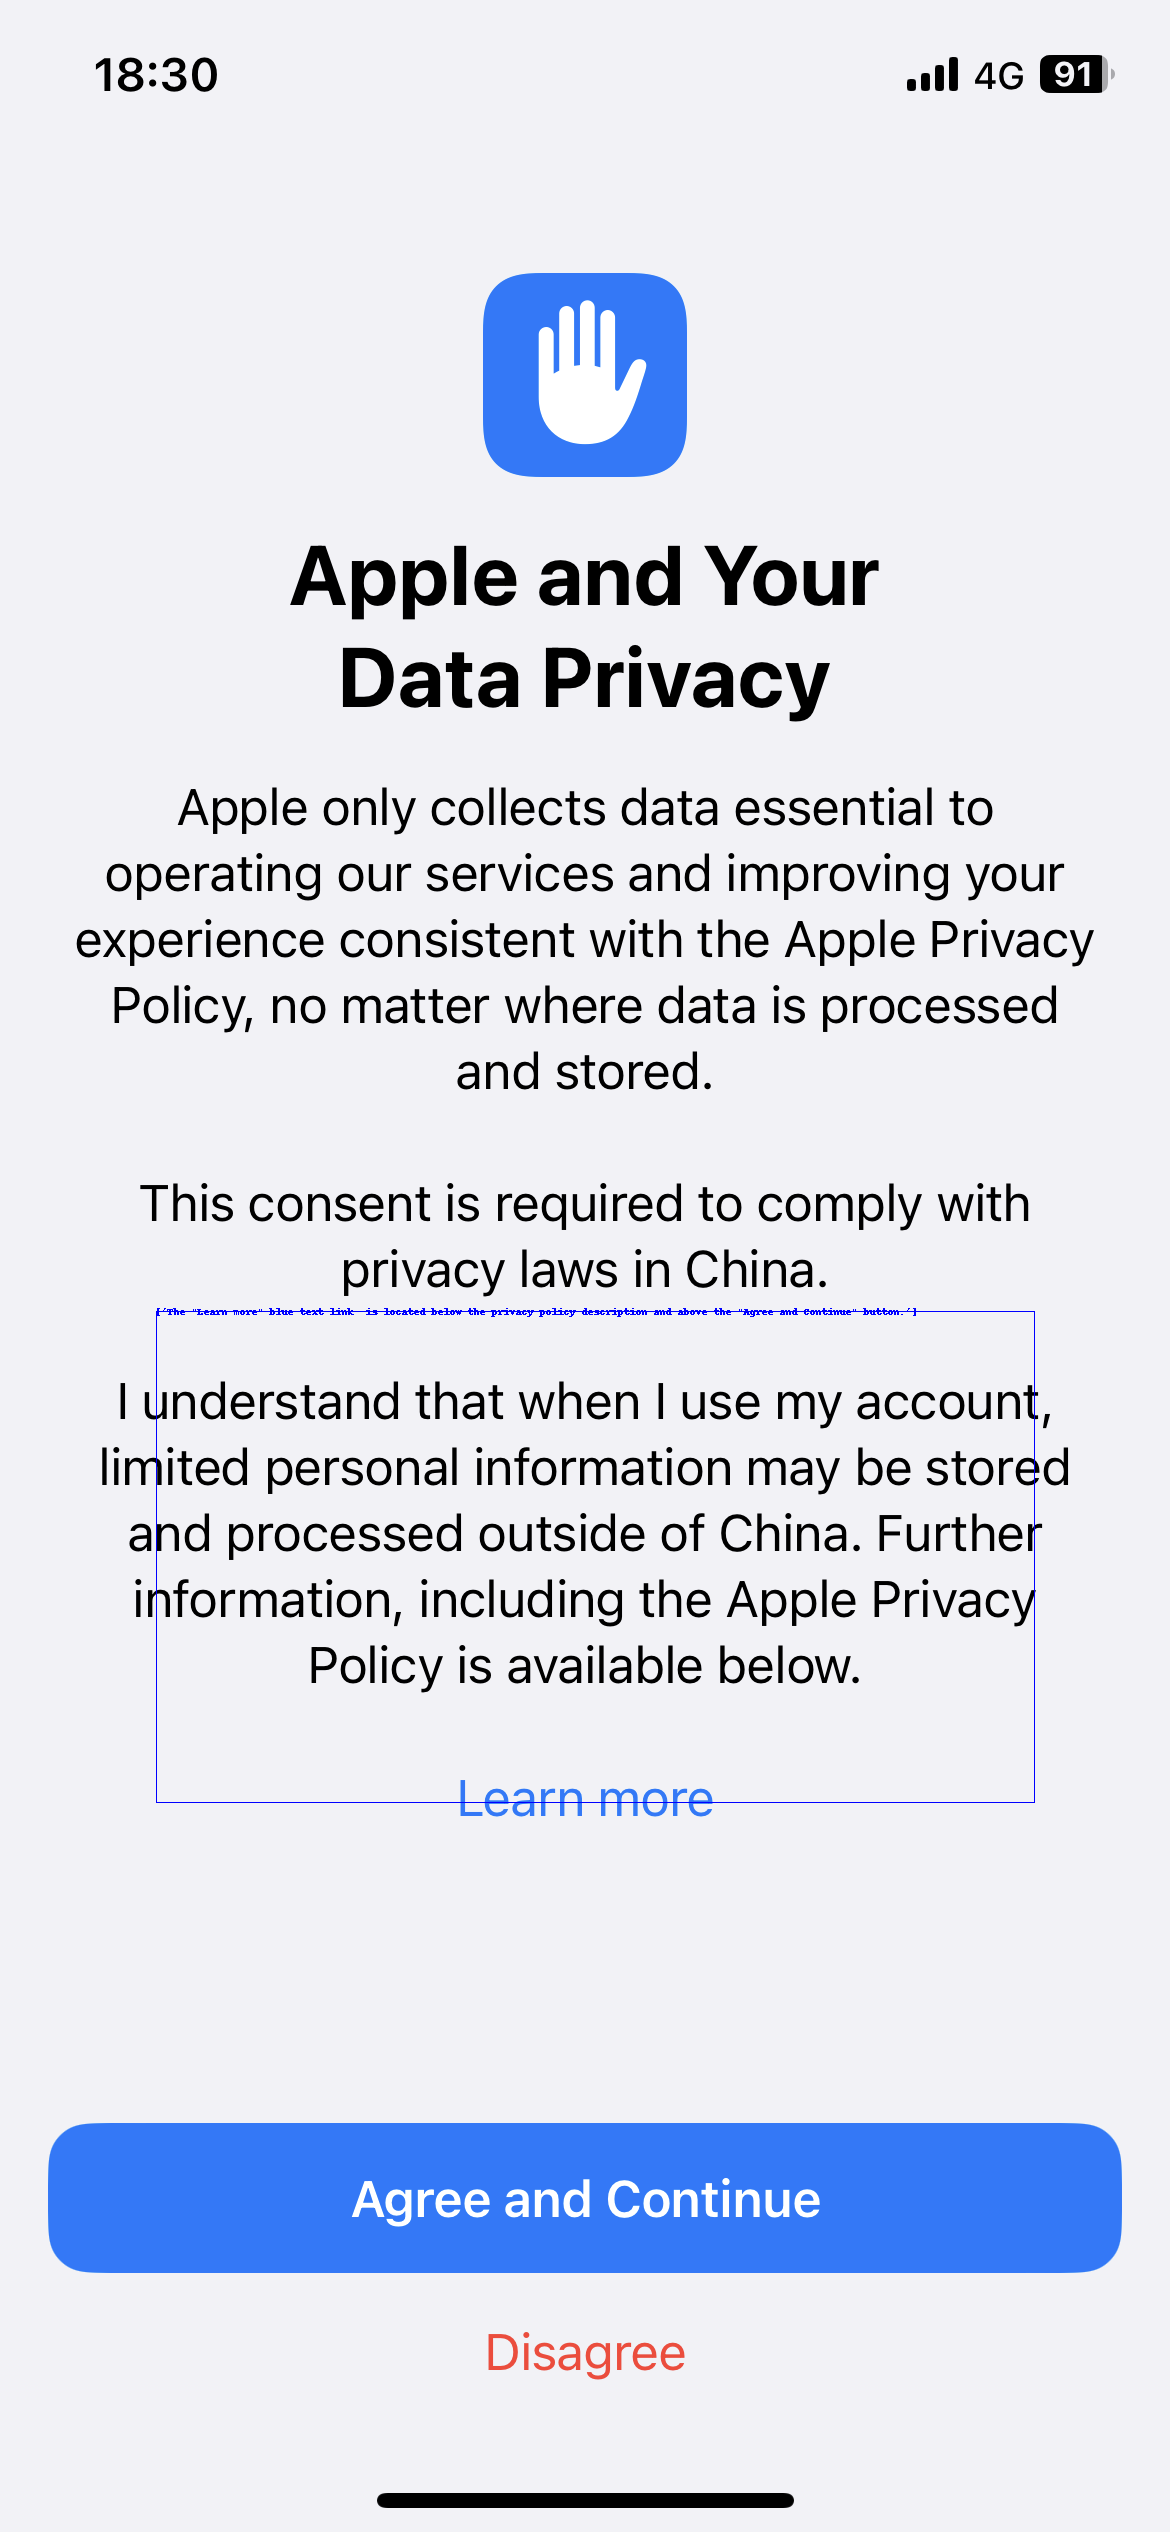 18:30
4G 91
Apple and Your
Data Privacy
Apple only collects data essential to
operating our services and improving your
experience consistent with the Apple Privacy
Policy, no matter where data is processed
and stored.
This consent is required to comply with
privacy laws in China.
['The "Learn more" blue text link  is located below the privacy policy description and above the "Agree and Continue" button.']
I understand that when I use my account,
limited personal information may be stored
and processed outside of China. Further
information, including the Apple Privacy
Policy is available below.
Learn more
Agree and Continue
Disagree